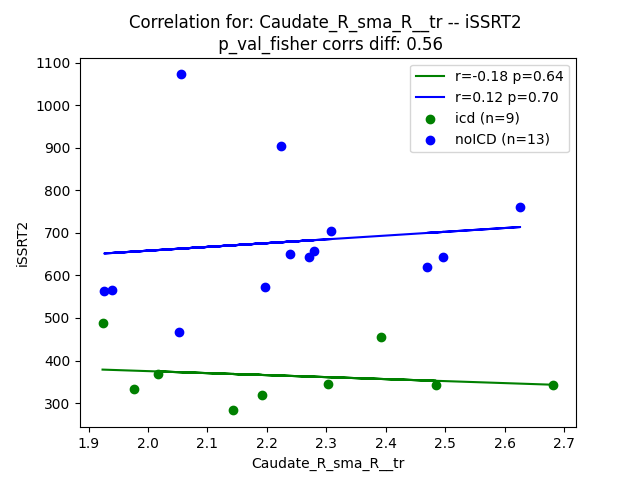 Correlation for: Caudate_R_sma_R__tr -- iSSRT2
p_val_fisher corrs diff: 0.56
r=-0.18 p=0.64
r=0.12 p=0.70
icd (n=9)
noICD (n=13)
iSSRT2
1100
1000
900
800
700
600
500
400
300
1.9 2.0 2.1 2.2 2.3 2.4 2.5 2.6 2.7
Caudate_R_sma_R__tr